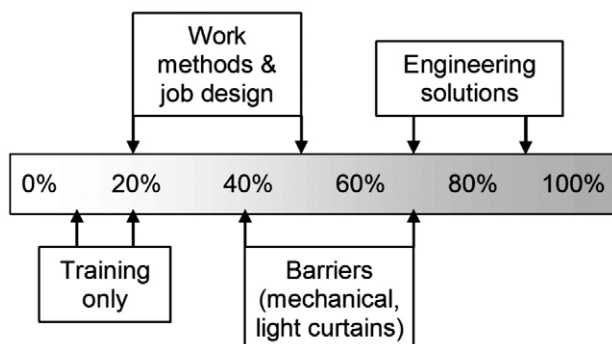 Work
methods &
job design
Engineering
solutions
0% 20% 40% 60% 80% 100%
Training
only
Barriers
(mechanical,
light curtains)